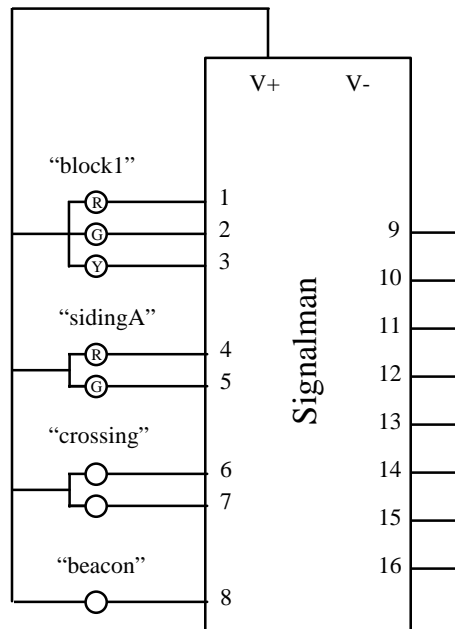 V+ V-
“block1”
R 1
G 2
Y 3
“sidingA”
R 4
G 5
“crossing”
6
7
“beacon”
8
Signalman
9
10
11
12
13
14
15
16